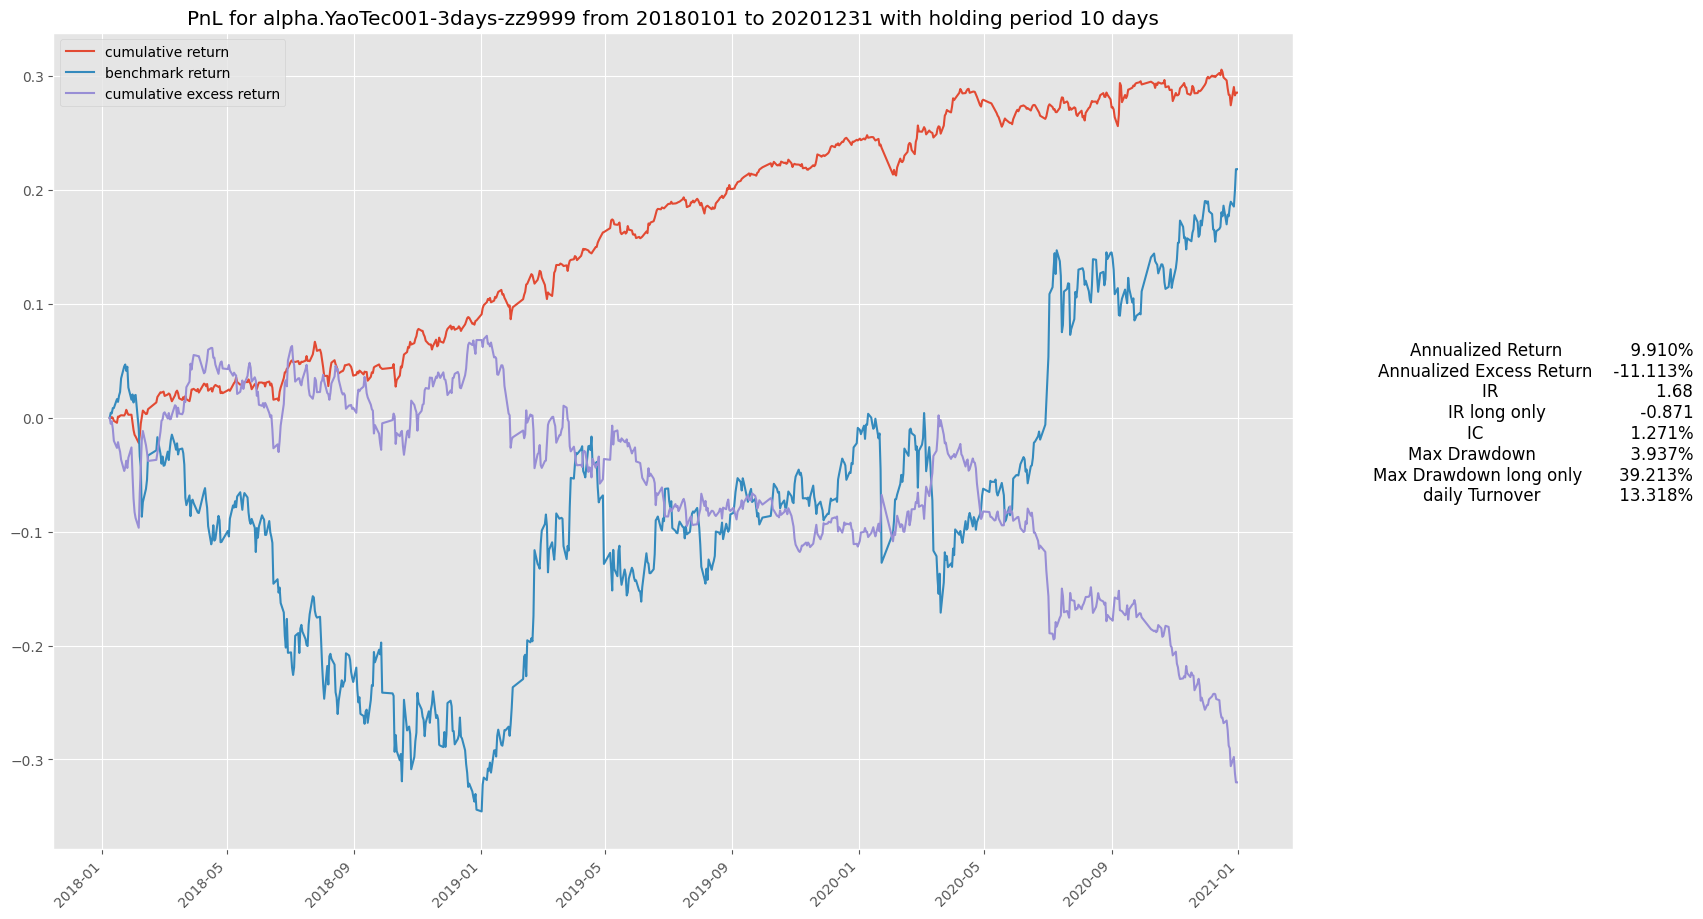 PnL for alpha.YaoTec001-3days-zz9999 from 20180101 to 20201231 with holding period 10 days
cumulative return
benchmark return
cumulative excess return
0.3
0.2
0.1
0.0
−0.1
−0.2
−0.3
2018-01
2018-05
2018-09
2019-01
2019-05
2019-09
2020-01
2020-05
2020-09
2021-01
Annualized Return 9.910%
Annualized Excess Return -11.113%
IR 1.68
IR long only -0.871
IC 1.271%
Max Drawdown 3.937%
Max Drawdown long only 39.213%
daily Turnover 13.318%